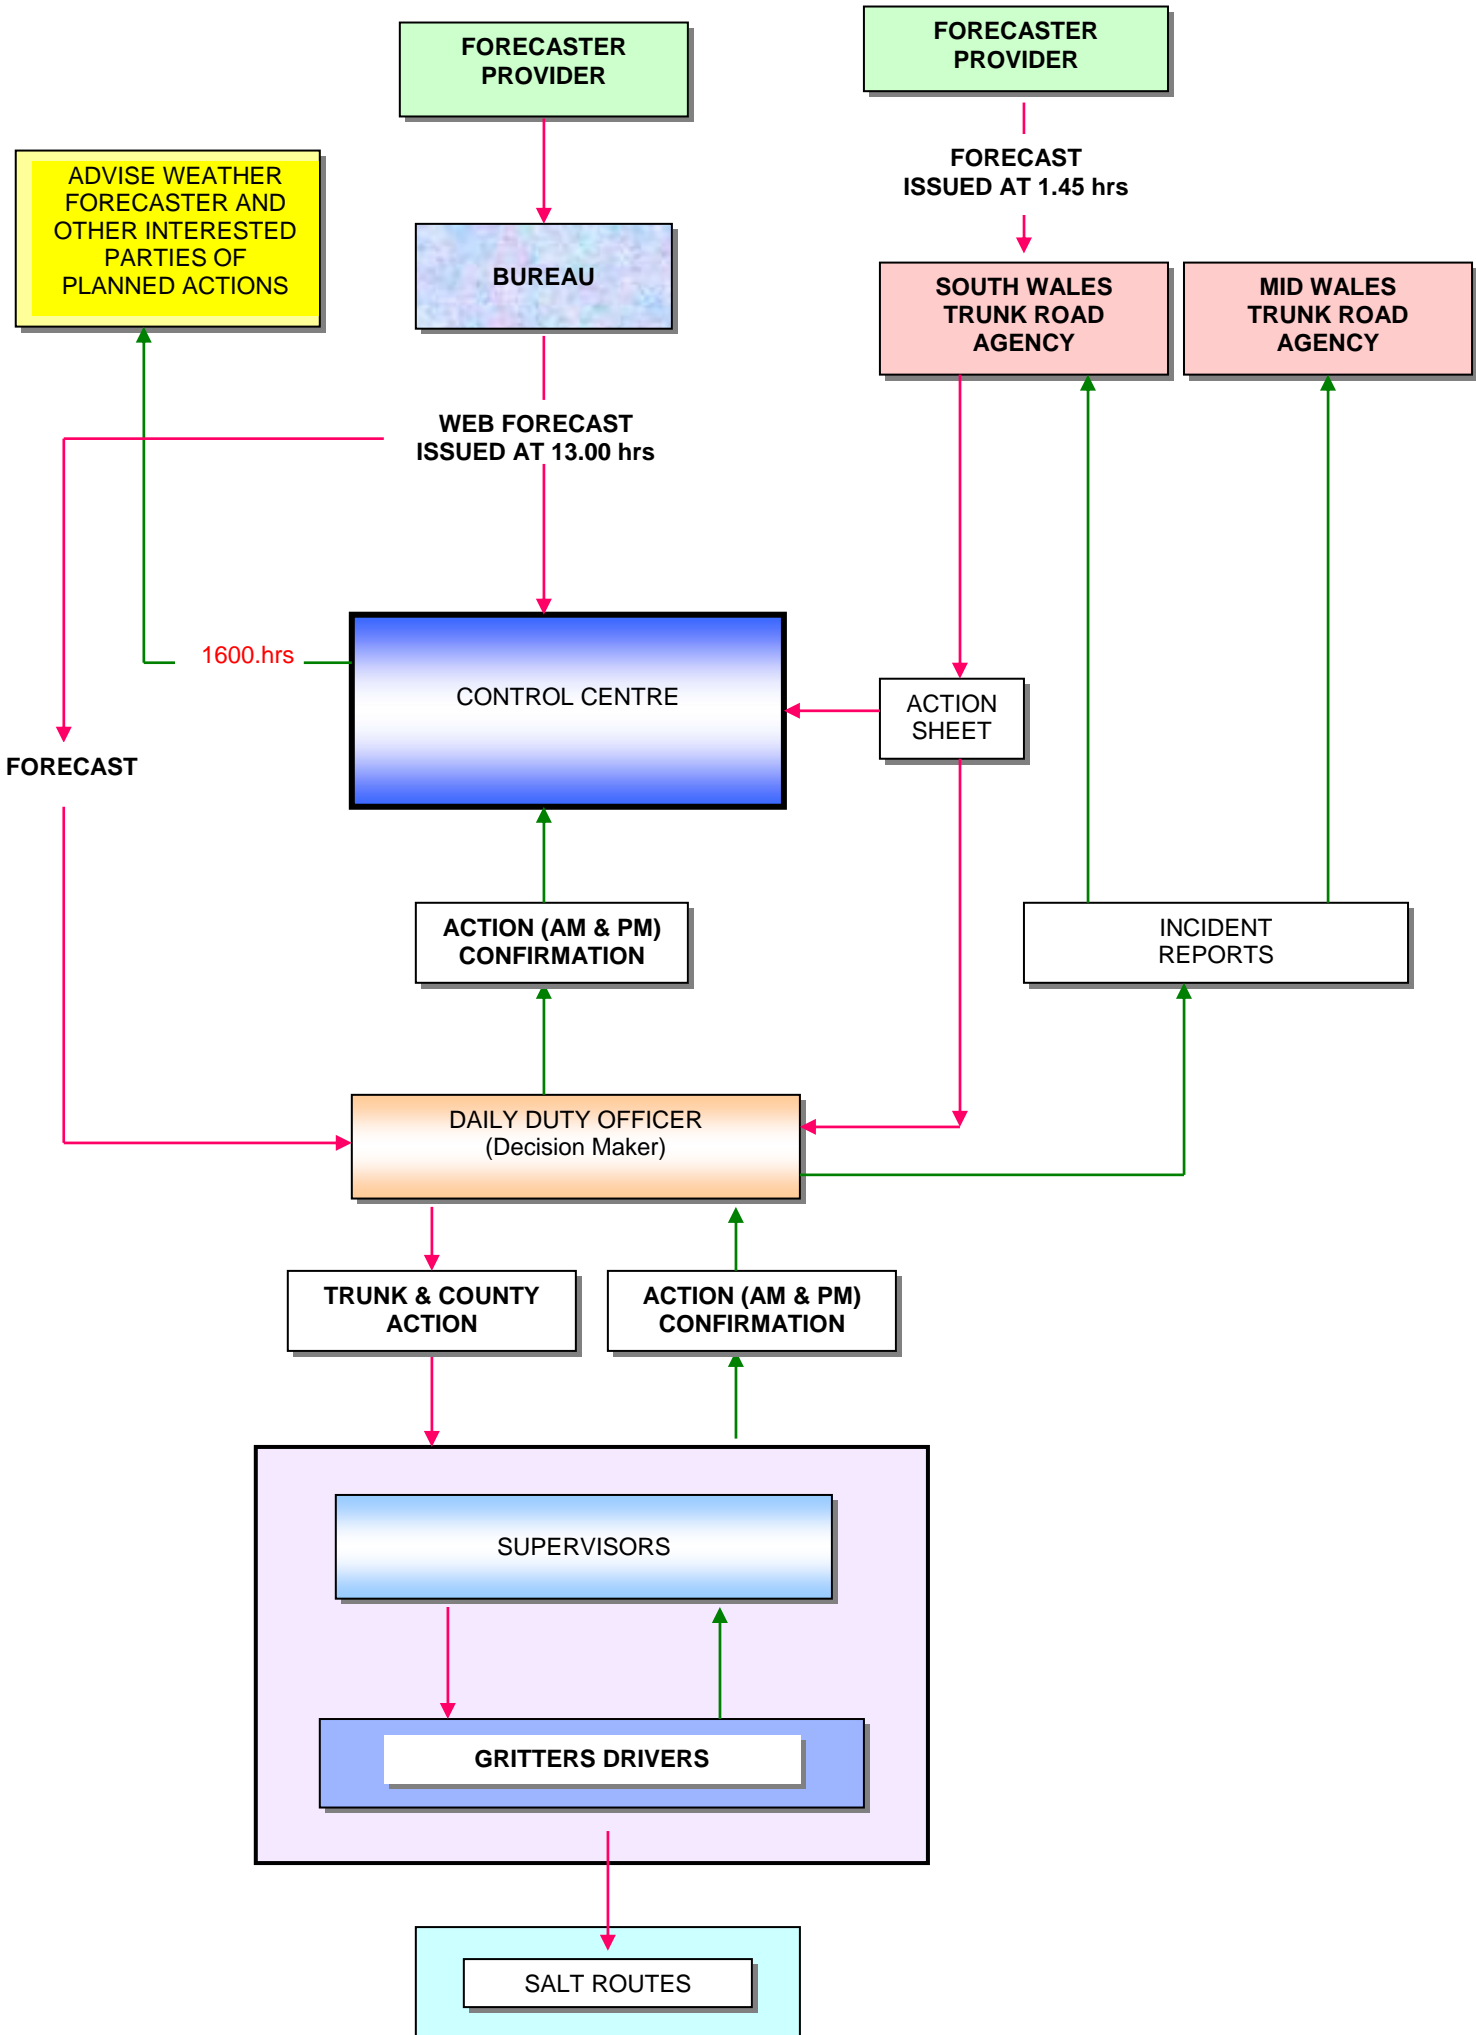 FORECASTER
PROVIDER
FORECASTER
PROVIDER
FORECAST
ISSUED AT 1.45 hrs
ADVISE WEATHER
FORECASTER AND
OTHER INTERESTED
PARTIES OF
PLANNED ACTIONS
BUREAU
SOUTH WALES
TRUNK ROAD
AGENCY
MID WALES
TRUNK ROAD
AGENCY
WEB FORECAST
ISSUED AT 13.00 hrs
1600.hrs
CONTROL CENTRE
ACTION
SHEET
FORECAST
ACTION (AM & PM)
CONFIRMATION
INCIDENT
REPORTS
DAILY DUTY OFFICER
(Decision Maker)
TRUNK & COUNTY
ACTION
ACTION (AM & PM)
CONFIRMATION
SUPERVISORS
GRITTERS DRIVERS
SALT ROUTES